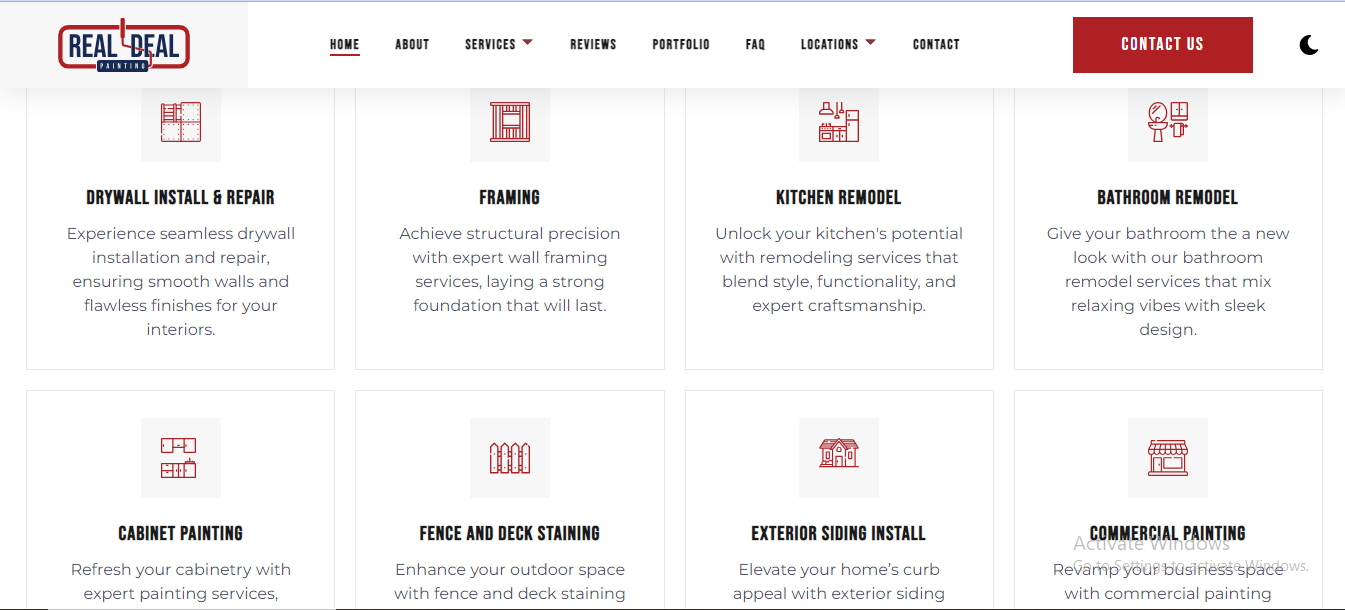 REAL DEAL
PAINTING
HOME
ABOUT
SERVICES
REVIEWS
PORTFOLIO
FAQ
LOCATIONS
CONTACT
CONTACT US
DRYWALL INSTALL & REPAIR
Experience seamless drywall
installation and repair,
ensuring smooth walls and
flawless finishes for your
interiors.
FRAMING
Achieve structural precision
with expert wall framing
services, laying a strong
foundation that will last.
KITCHEN REMODEL
Unlock your kitchen's potential
with remodeling services that
blend style, functionality, and
expert craftsmanship.
BATHROOM REMODEL
Give your bathroom the a new
look with our bathroom
remodel services that mix
relaxing vibes with sleek
design.
CABINET PAINTING
Refresh your cabinetry with
expert painting services,
FENCE AND DECK STAINING
Enhance your outdoor space
with fence and deck staining
EXTERIOR SIDING INSTALL
Elevate your home’s curb
appeal with exterior siding
COMMERCIAL PAINTING
Revamp your business space
with commercial painting
Activate Windows
Go to Settings to activate Windows.